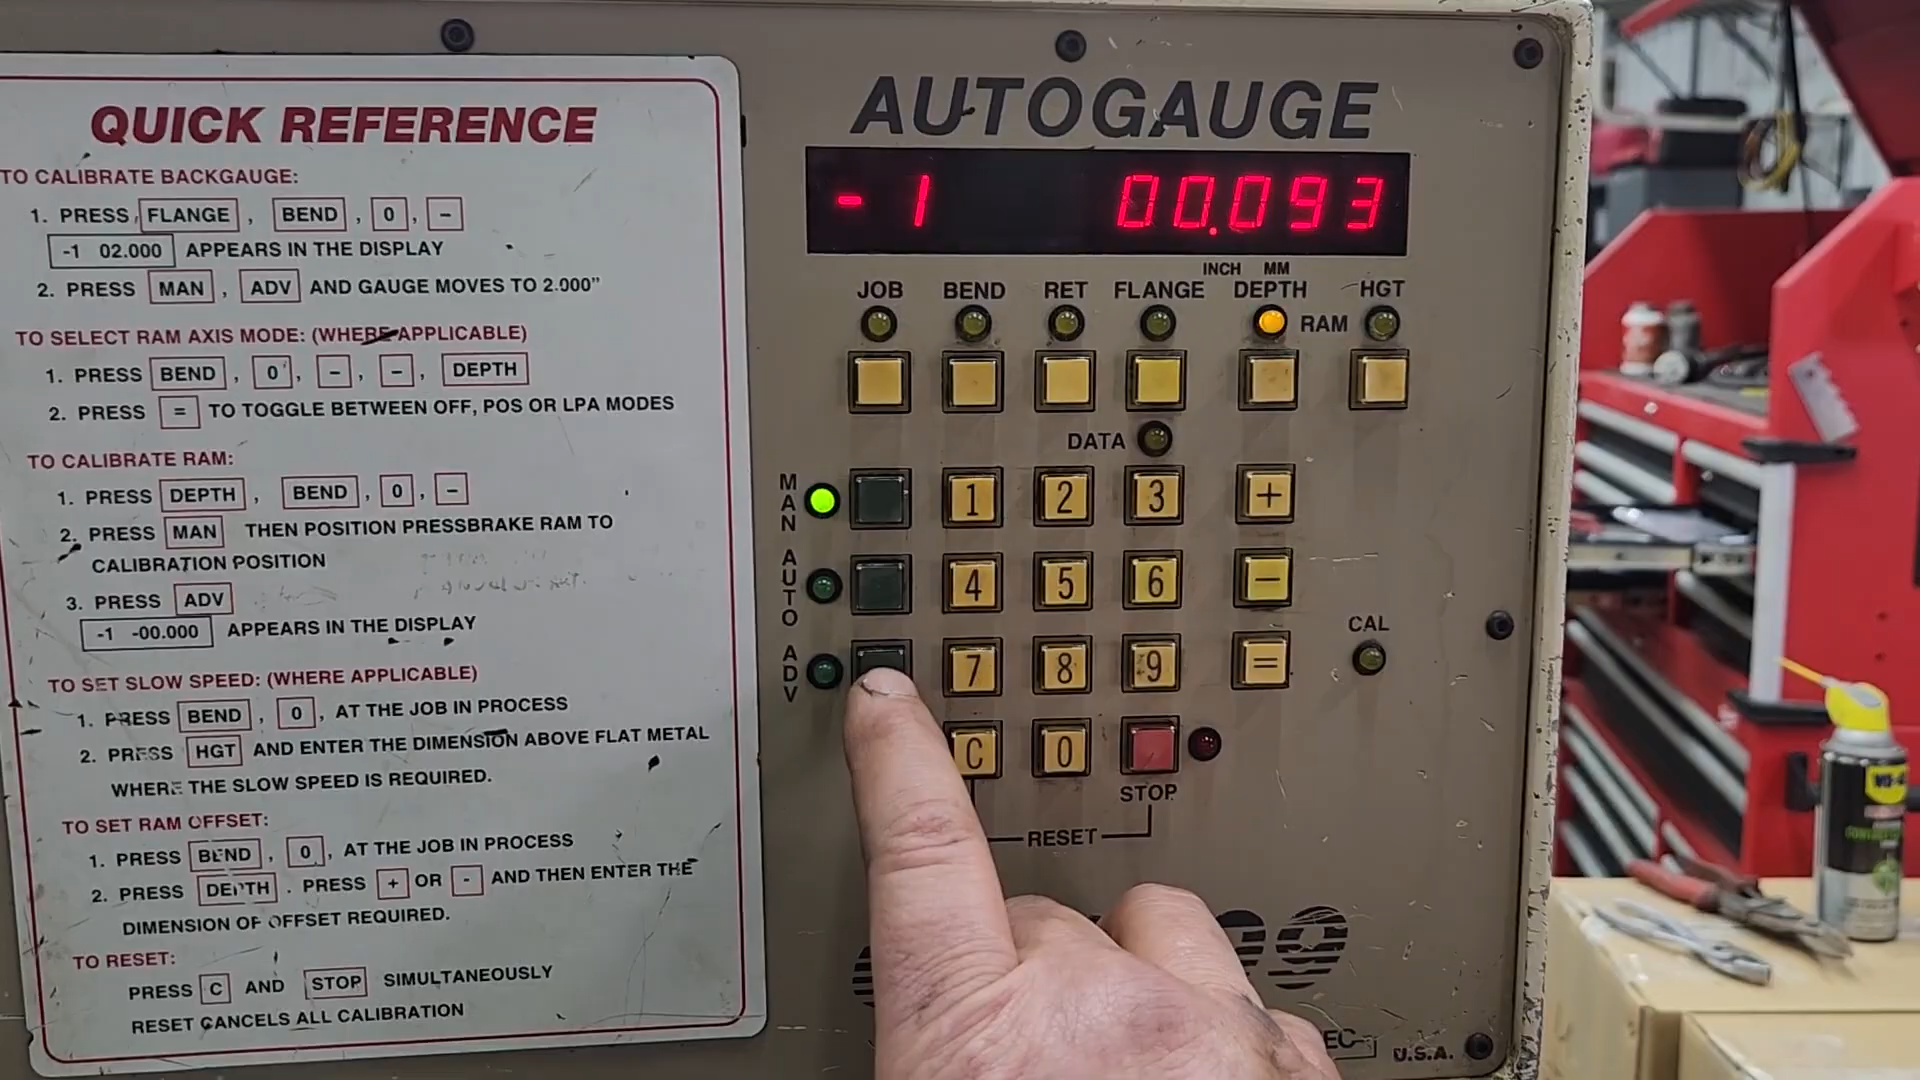 QUICK REFERENCE
TO CALIBRATE BACKGAUGE:
1. PRESS, FLANGE , BEND , 0 , -
-1 02.000 APPEARS IN THE DISPLAY
2. PRESS MAN , ADV AND GAUGE MOVES TO 2.000"
TO SELECT RAM AXIS MODE: (WHERE APPLICABLE)
1. PRESS BEND , 0 , - , - , DEPTH
2. PRESS = TO TOGGLE BETWEEN OFF, POS OR LPA MODES
TO CALIBRATE RAM:
1. PRESS DEPTH , BEND , 0 , -
2. PRESS MAN THEN POSITION PRESSBRAKE RAM TO
CALIBRATION POSITION
3. PRESS ADV
-1 -00.000 APPEARS IN THE DISPLAY
TO SET SLOW SPEED: (WHERE APPLICABLE)
1. PRESS BEND , 0 , AT THE JOB IN PROCESS
2. PRESS HGT AND ENTER THE DIMENSION ABOVE FLAT METAL
WHERE THE SLOW SPEED IS REQUIRED.
TO SET RAM OFFSET:
1. PRESS BEND , 0 , AT THE JOB IN PROCESS
2. PRESS DEPTH . PRESS + OR - AND THEN ENTER THE
DIMENSION OF OFFSET REQUIRED.
TO RESET:
PRESS C AND STOP SIMULTANEOUSLY
RESET CANCELS ALL CALIBRATION
AUTOGAUGE
-1 00.093
INCH MM
JOB BEND RET FLANGE DEPTH RAM HGT
DATA
MAN 1 2 3 +
AUTO 4 5 6 -
ADV 7 8 9 =
CAL
C 0
STOP
RESET
U.S.A.